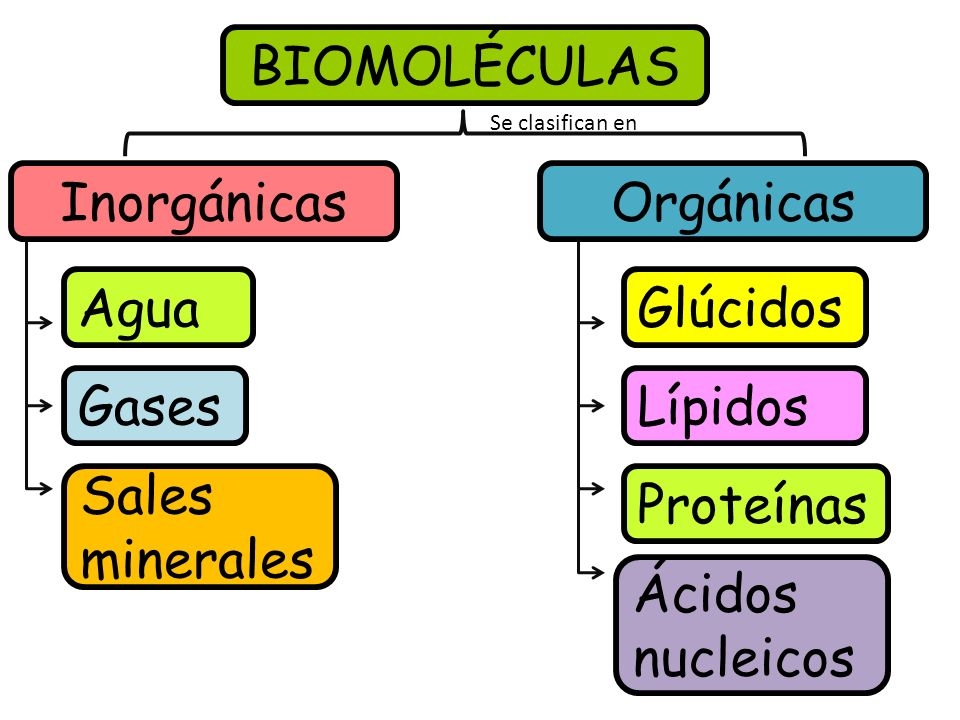 BIOMOLÉCULAS
Se clasifican en
Inorgánicas
Agua
Gases
Sales
minerales
Orgánicas
Glúcidos
Lípidos
Proteínas
Ácidos
nucleicos